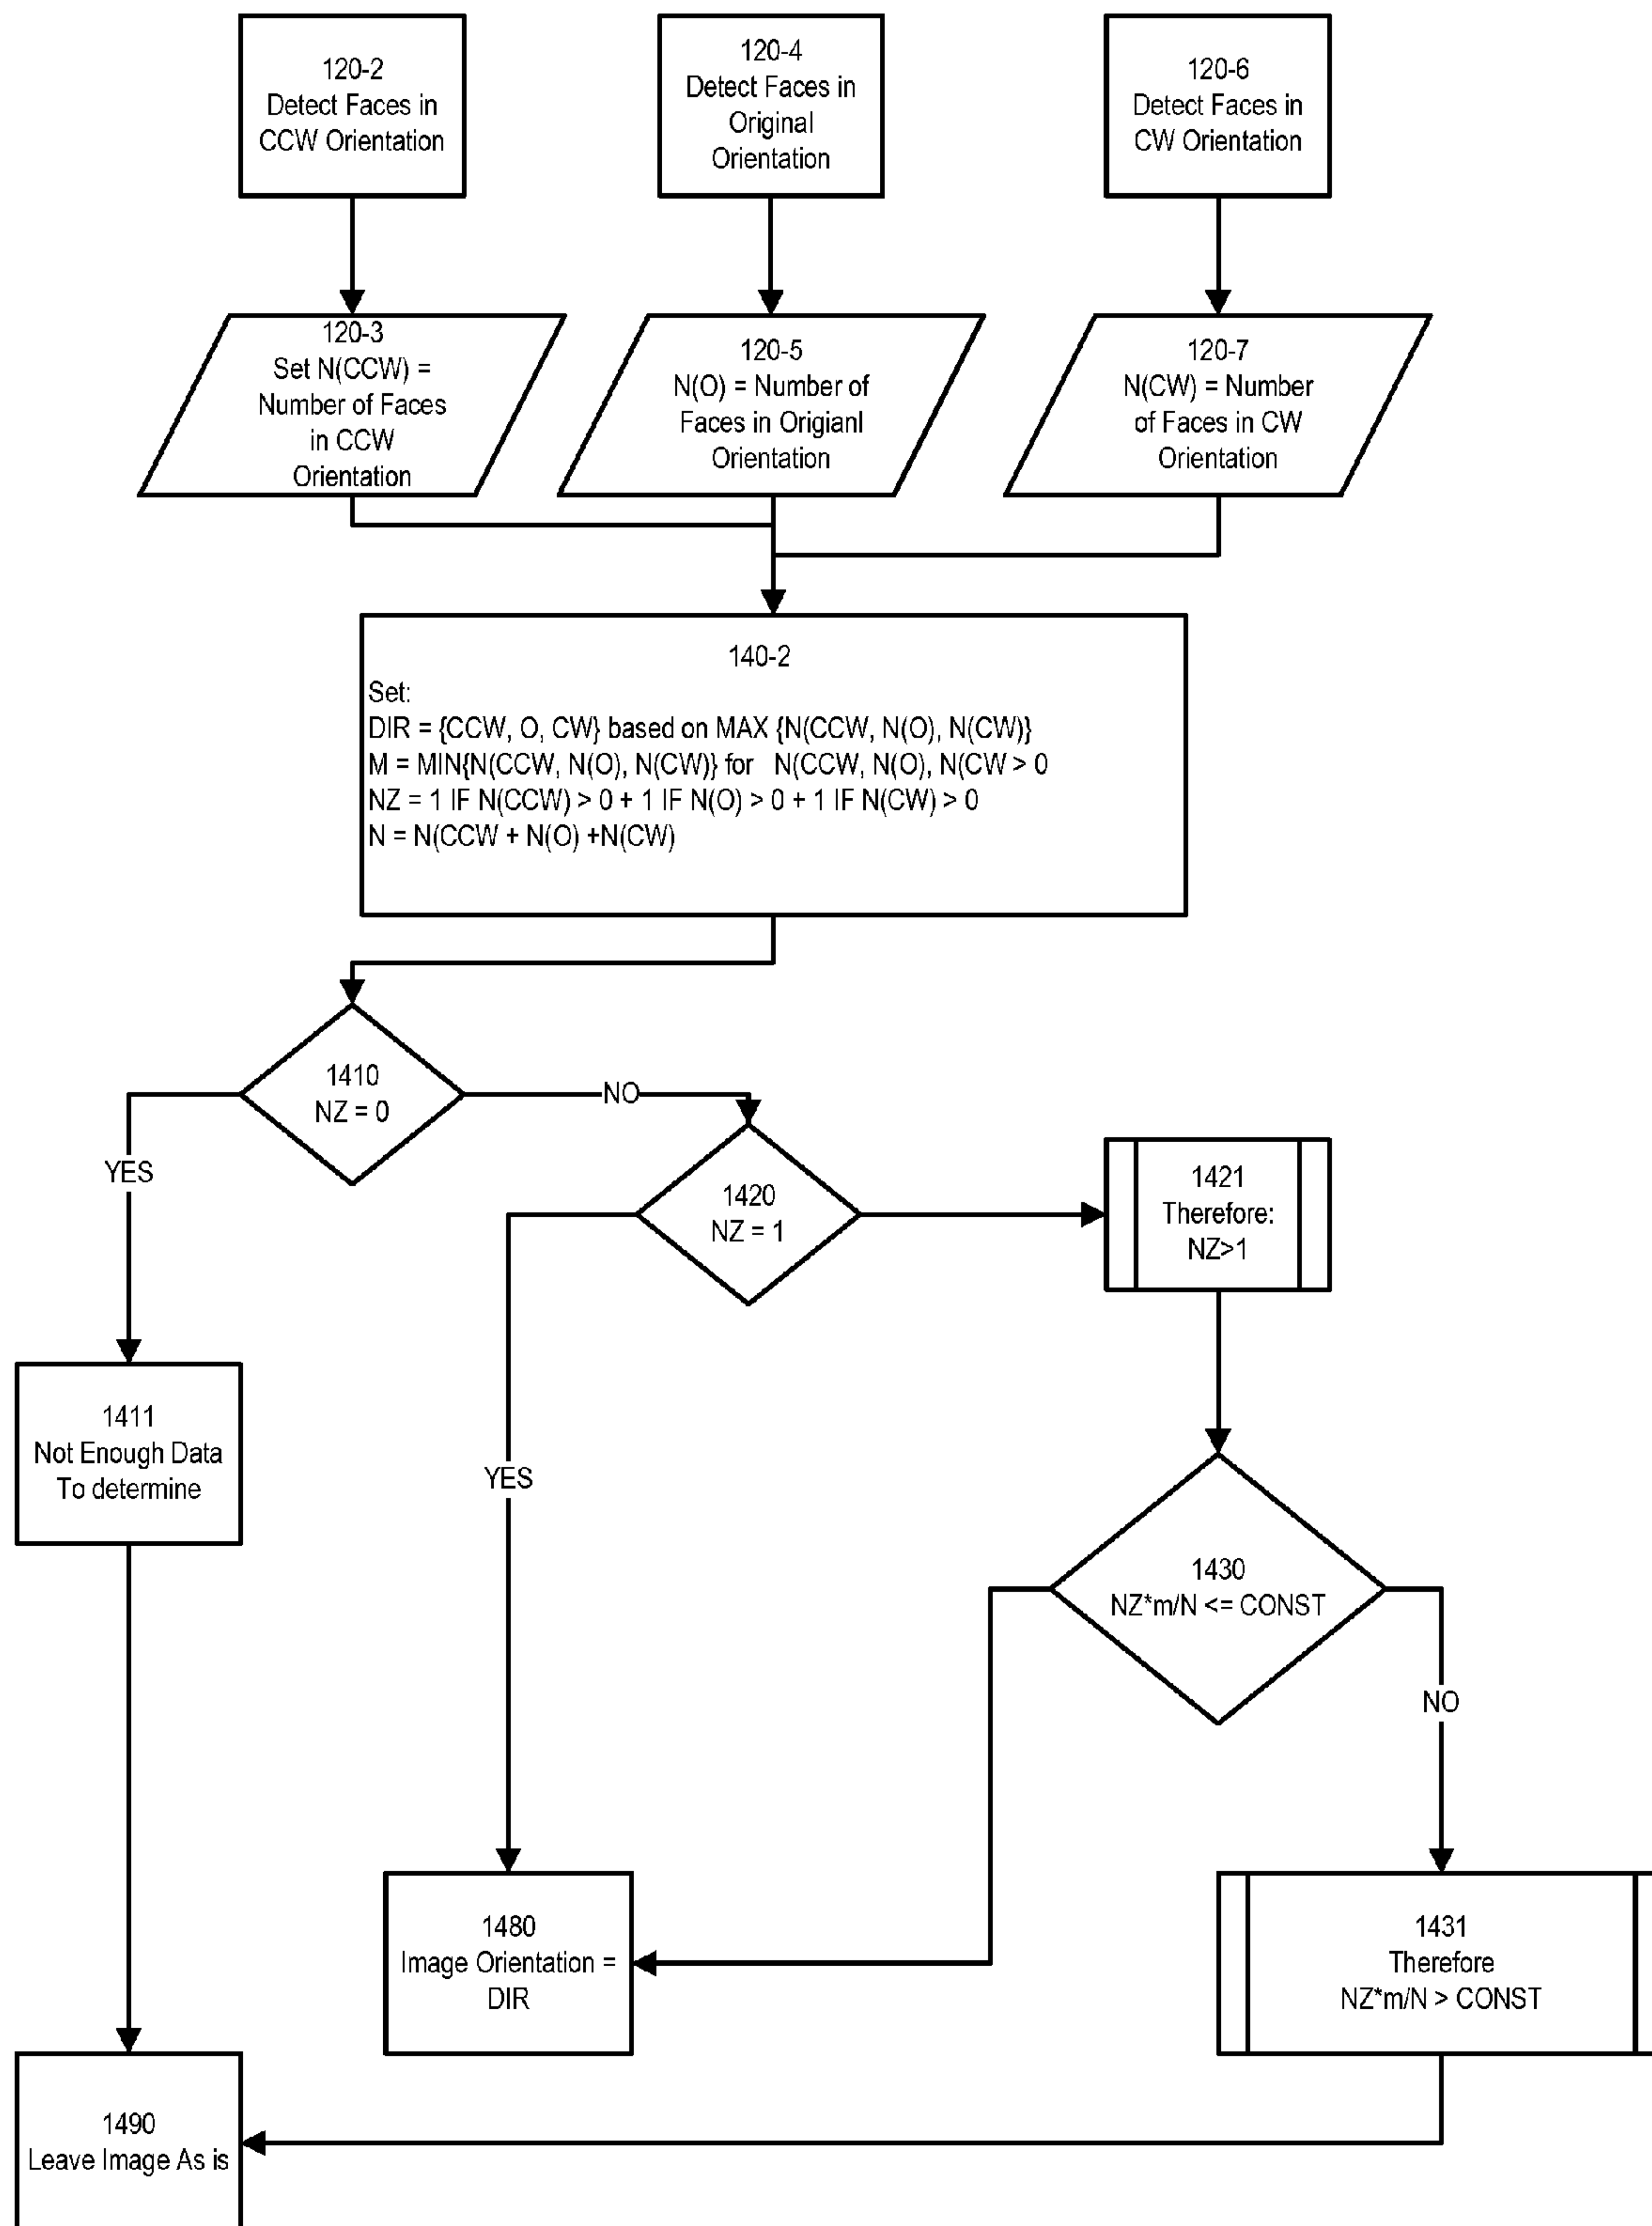 120-2
Detect Faces in
CCW Orientation
120-4
Detect Faces in
Original
Orientation
120-6
Detect Faces in
CW Orientation
120-3
Set N(CCW) =
Number of Faces
in CCW
Orientation
120-5
N(O) = Number of
Faces in Origianl
Orientation
120-7
N(CW) = Number
of Faces in CW
Orientation
140-2
Set:
DIR = {CCW, O, CW} based on MAX {N(CCW, N(O), N(CW)}
M = MIN{N(CCW, N(O), N(CW)} for N(CCW, N(O), N(CW > 0
NZ = 1 IF N(CCW) > 0 + 1 IF N(O) > 0 + 1 IF N(CW) > 0
N = N(CCW + N(O) +N(CW)
1410
NZ = 0
NO
YES
1420
NZ = 1
1421
Therefore:
NZ>1
1411
Not Enough Data
To determine
YES
1430
NZ*m/N <= CONST
NO
1480
Image Orientation =
DIR
1431
Therefore
NZ*m/N > CONST
1490
Leave Image As is